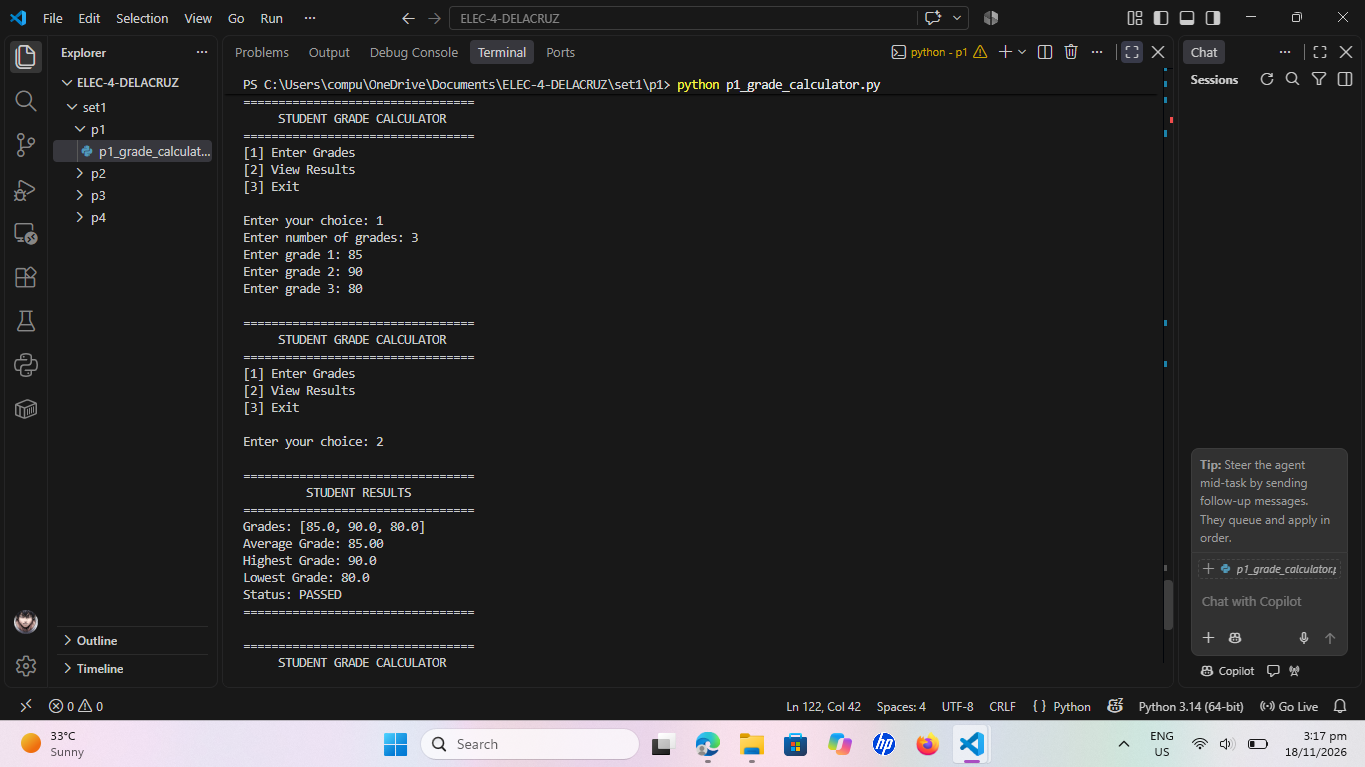 File Edit Selection View Go Run ···
ELEC-4-DELACRUZ
Explorer ···
ELEC-4-DELACRUZ
set1
p1
p1_grade_calculat...
p2
p3
p4
Outline
Timeline
Problems Output Debug Console Terminal Ports
python - p1
PS C:\Users\compu\OneDrive\Documents\ELEC-4-DELACRUZ\set1\p1> python p1_grade_calculator.py
=================================
STUDENT GRADE CALCULATOR
=================================
[1] Enter Grades
[2] View Results
[3] Exit
Enter your choice: 1
Enter number of grades: 3
Enter grade 1: 85
Enter grade 2: 90
Enter grade 3: 80
=================================
STUDENT GRADE CALCULATOR
=================================
[1] Enter Grades
[2] View Results
[3] Exit
Enter your choice: 2
=================================
STUDENT RESULTS
=================================
Grades: [85.0, 90.0, 80.0]
Average Grade: 85.00
Highest Grade: 90.0
Lowest Grade: 80.0
Status: PASSED
=================================
=================================
STUDENT GRADE CALCULATOR
Chat
Sessions
Tip: Steer the agent
mid-task by sending
follow-up messages.
They queue and apply in
order.
p1_grade_calculator.p
Chat with Copilot
Copilot
0 0
Ln 122, Col 42 Spaces: 4 UTF-8 CRLF { } Python Python 3.14 (64-bit) Go Live
33°C
Sunny
Search
hp
ENG
US
3:17 pm
18/11/2026